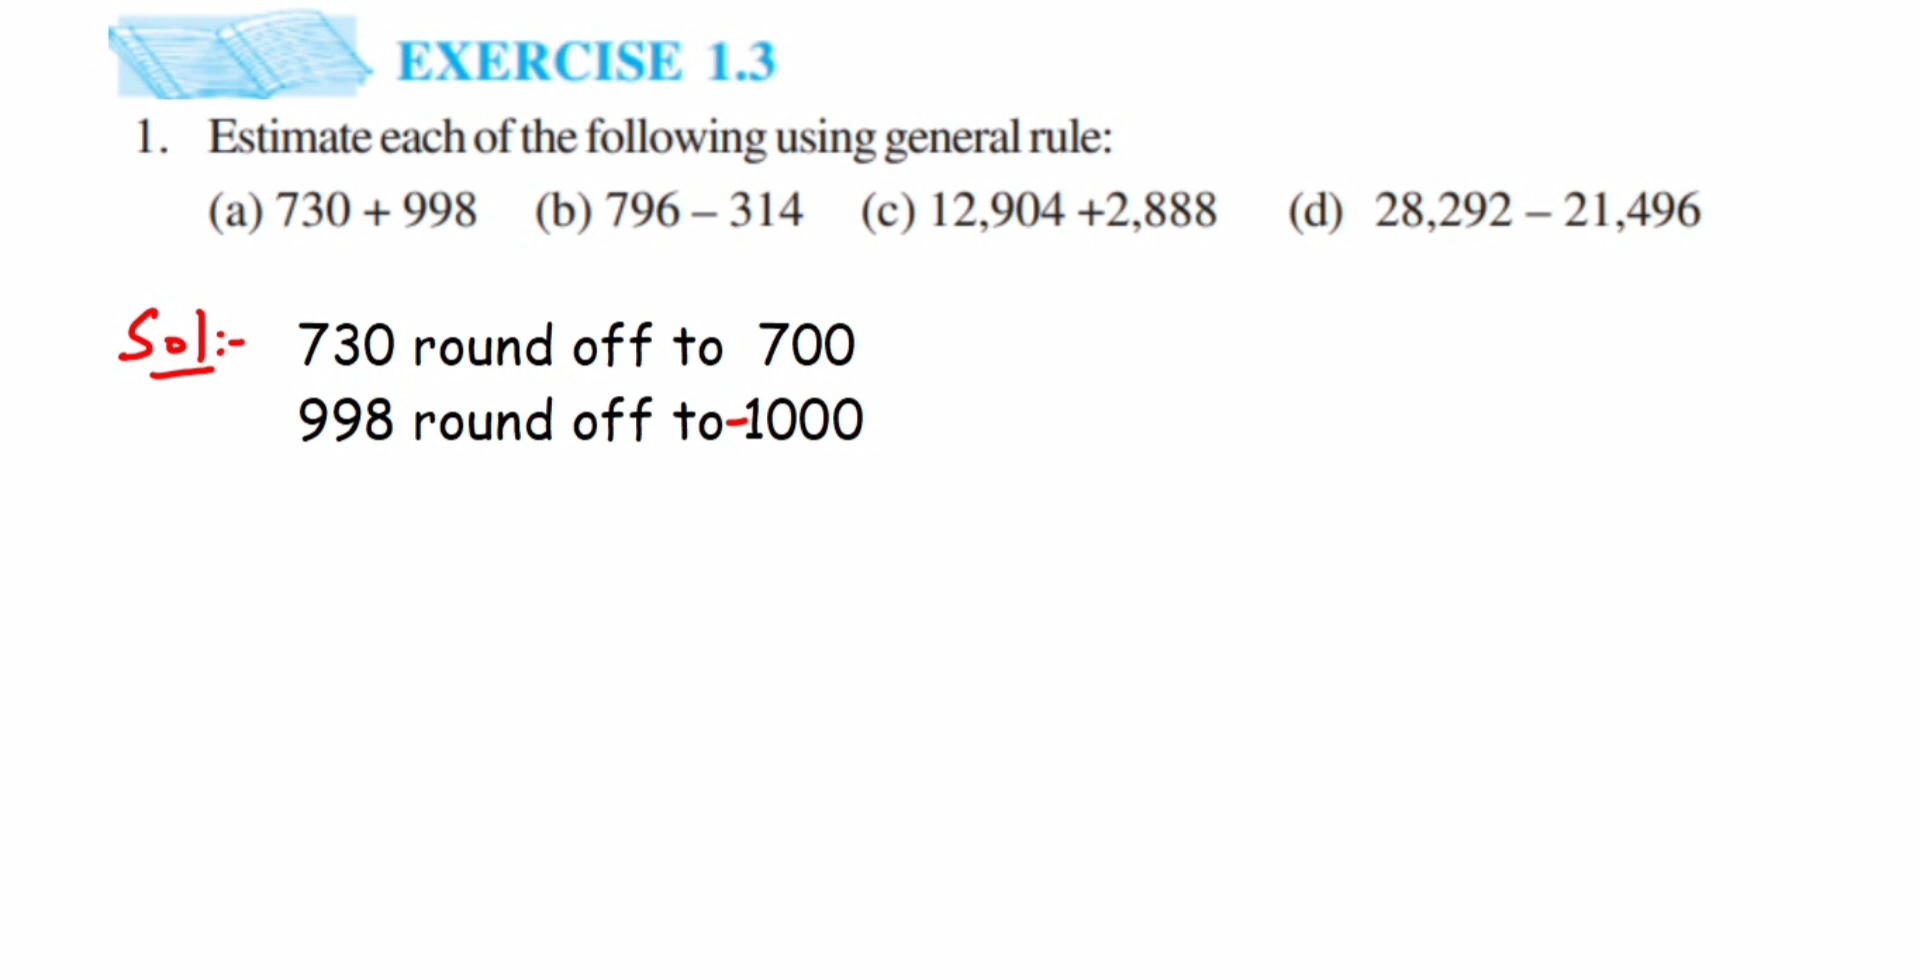 EXERCISE 1.3
1. Estimate each of the following using general rule:
(a) 730 + 998 (b) 796 – 314 (c) 12,904 +2,888 (d) 28,292 – 21,496
Sol:- 730 round off to 700
998 round off to-1000